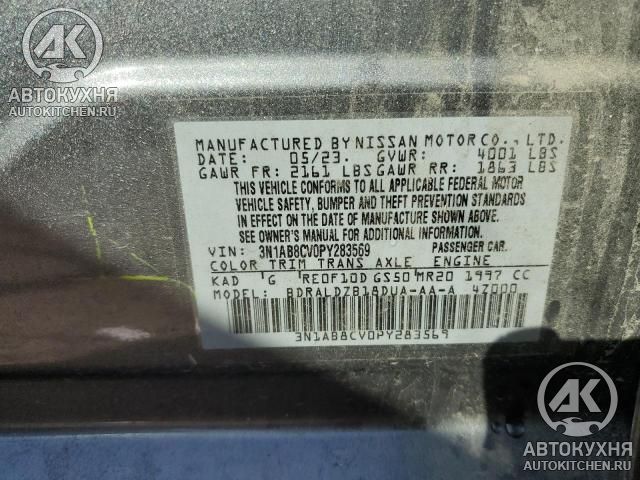 АК
АВТОКУХНЯ
AUTOKITCHEN.RU
MANUFACTURED BY NISSAN MOTOR CO., LTD.
DATE: 05/23. GVWR: 4001 LBS
GAWR FR: 2161 LBS GAWR RR: 1863 LBS
THIS VEHICLE CONFORMS TO ALL APPLICABLE FEDERAL MOTOR
VEHICLE SAFETY, BUMPER AND THEFT PREVENTION STANDARDS
IN EFFECT ON THE DATE OF MANUFACTURE SHOWN ABOVE.
SEE OWNER'S MANUAL FOR ADDITIONAL INFORMATION.
VIN: 3N1AB8CV0PY283569 PASSENGER CAR.
COLOR TRIM TRANS AXLE ENGINE
KAD G RE0F10D GS50 MR20 1997 CC
MODEL: BDRALDZB18DUA-AA-A 4Z000
3N1AB8CV0PY283569
АК
АВТОКУХНЯ
AUTOKITCHEN.RU